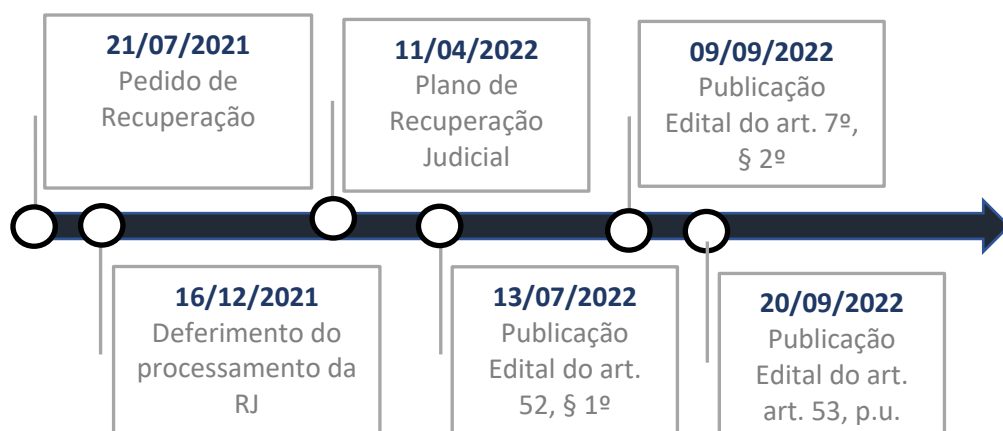 21/07/2021
Pedido de
Recuperação
11/04/2022
Plano de
Recuperação
Judicial
09/09/2022
Publicação
Edital do art. 7º,
§ 2º
16/12/2021
Deferimento do
processamento da
RJ
13/07/2022
Publicação
Edital do art.
52, § 1º
20/09/2022
Publicação
Edital do art.
art. 53, p.u.